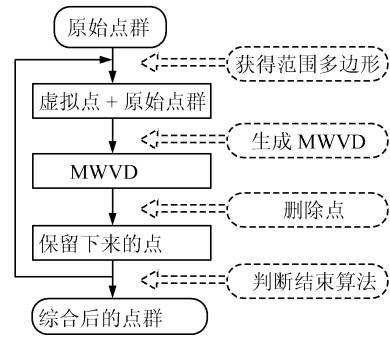 原始点群
获得范围多边形
虚拟点 + 原始点群
生成 MWVD
MWVD
删除点
保留下来的点
判断结束算法
综合后的点群